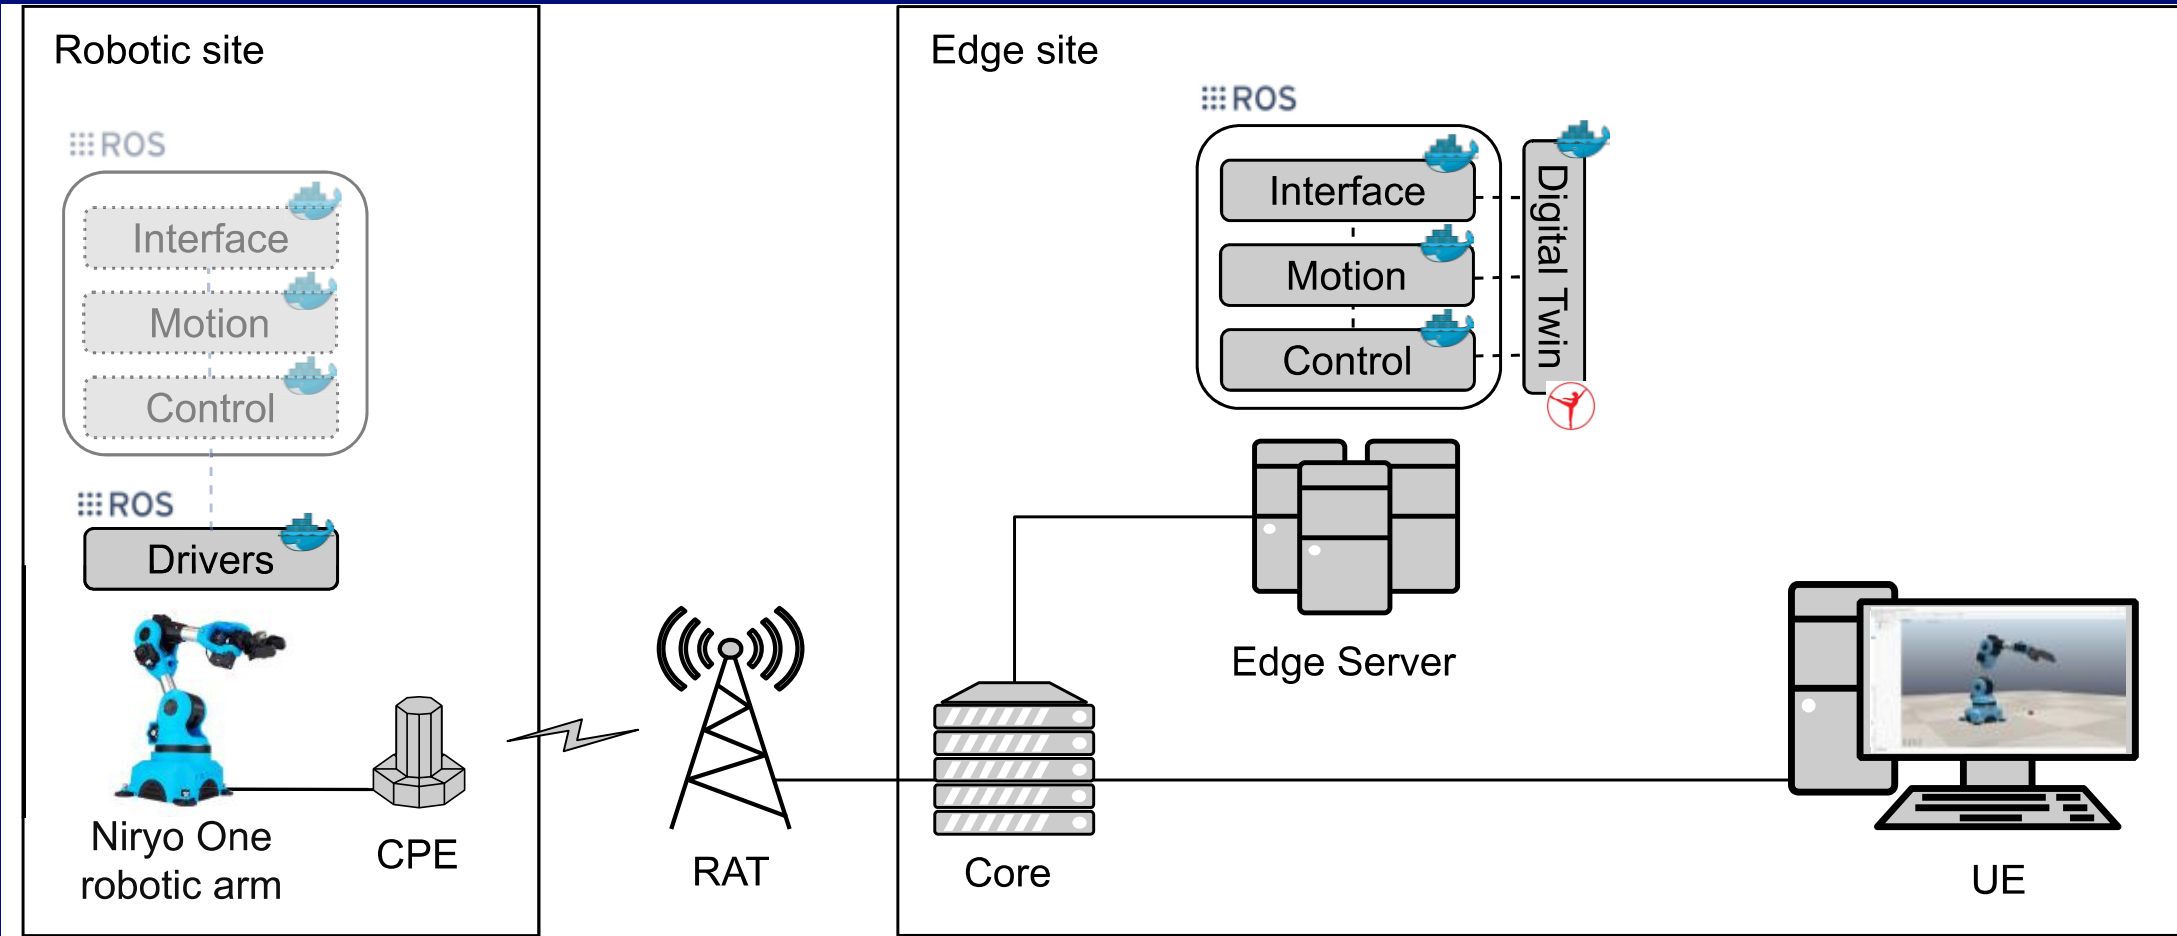 Robotic site
ROS
Interface
Motion
Control
ROS
Drivers
Niryo One
robotic arm
CPE
RAT
Edge site
ROS
Interface
Motion
Control
Digital Twin
Edge Server
Core
UE